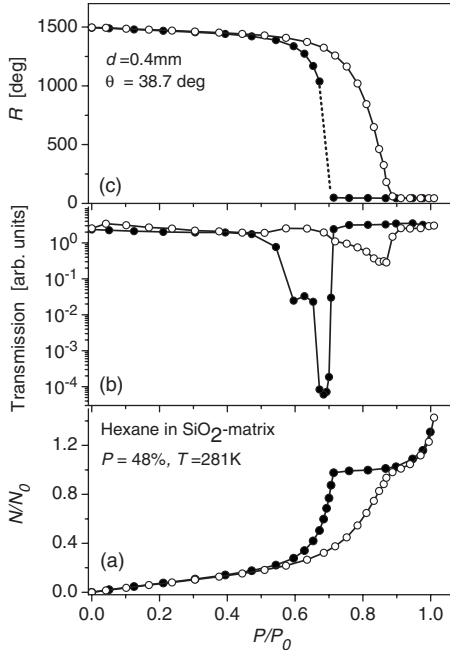 1500
1000
500
0
R [deg]
d =0.4mm
θ = 38.7 deg
(c)
10⁰
10⁻¹
10⁻²
10⁻³
10⁻⁴
Transmission [arb. units]
(b)
1.2
0.8
0.4
0.0
N/N₀
Hexane in SiO₂-matrix
P = 48%, T =281K
(a)
0.0 0.2 0.4 0.6 0.8 1.0
P/P₀